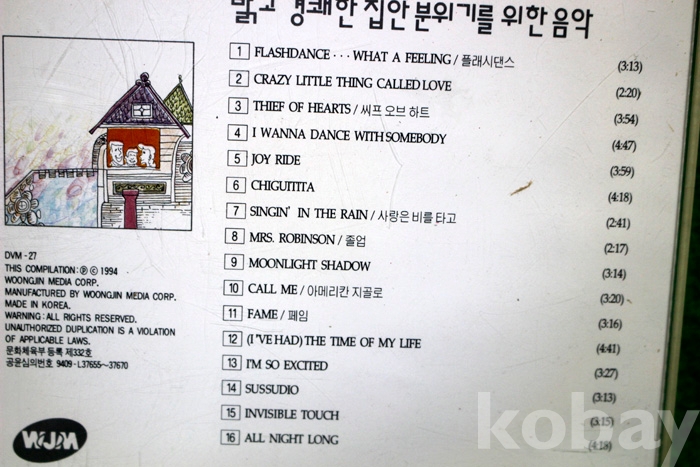 밝고 경쾌한 집안 분위기를 위한 음악
1 FLASHDANCE · · · WHAT A FEELING / 플래시댄스 (3:13)
2 CRAZY LITTLE THING CALLED LOVE (2:20)
3 THIEF OF HEARTS / 씨프 오브 하트 (3:54)
4 I WANNA DANCE WITH SOMEBODY (4:47)
5 JOY RIDE (3:59)
6 CHIGUTITA (4:18)
7 SINGIN' IN THE RAIN / 사랑은 비를 타고 (2:41)
8 MRS. ROBINSON / 졸업 (2:17)
9 MOONLIGHT SHADOW (3:14)
10 CALL ME / 아메리칸 지골로 (3:20)
11 FAME / 페임 (3:16)
12 (I"VE HAD) THE TIME OF MY LIFE (4:41)
13 I'M SO EXCITED (3:27)
14 SUSSUDIO (3:13)
15 INVISIBLE TOUCH (3:15)
16 ALL NIGHT LONG (4:18)
DVM - 27
THIS COMPILATION: ℗ © 1994
WOONGJIN MEDIA CORP.
MANUFACTURED BY WOONGJIN MEDIA CORP.
MADE IN KOREA.
WARNING: ALL RIGHTS RESERVED.
UNAUTHORIZED DUPLICATION IS A VIOLATION
OF APPLICABLE LAWS.
문화체육부 등록 제332호
공윤심의번호 9409 - L37655~37670
WJM
kobay